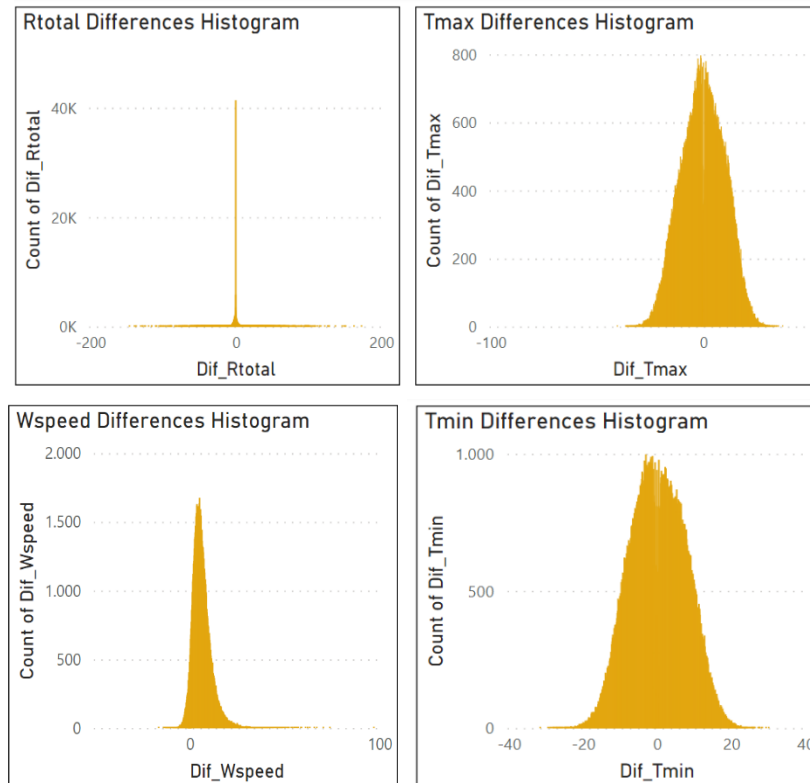 Rtotal Differences Histogram
Count of Dif_Rtotal
40K
20K
0K
-200
0
200
Dif_Rtotal
Tmax Differences Histogram
Count of Dif_Tmax
800
600
400
200
0
-100
0
Dif_Tmax
Wspeed Differences Histogram
Count of Dif_Wspeed
2.000
1.500
1.000
500
0
0
100
Dif_Wspeed
Tmin Differences Histogram
Count of Dif_Tmin
1.000
500
0
-40
-20
0
20
40
Dif_Tmin